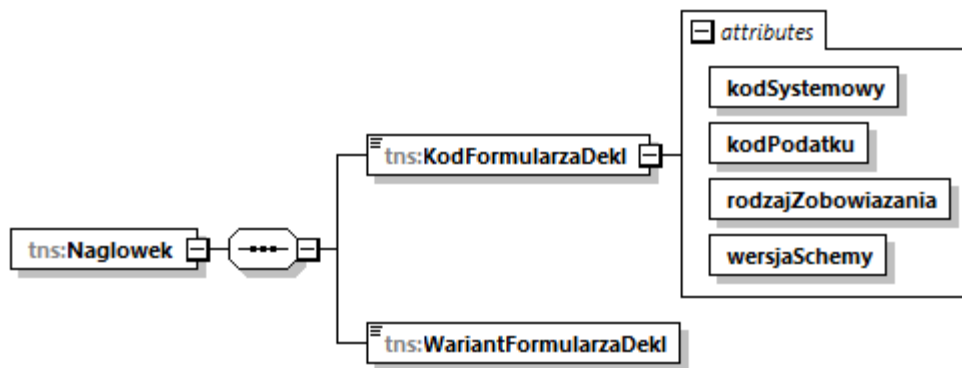 attributes
kodSystemowy
kodPodatku
tns:KodFormularzaDekl
rodzajZobowiazania
tns:Naglowek
wersjaSchemy
tns:WariantFormularzaDekl